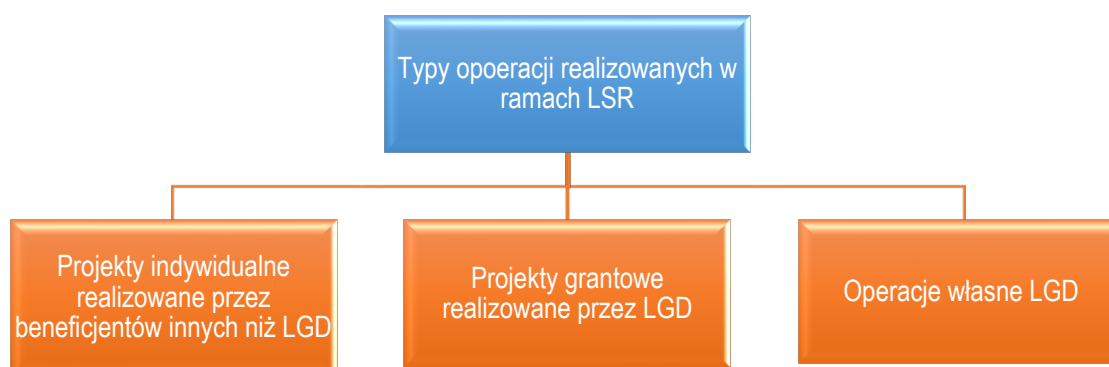 Typy opoeracji realizowanych w
ramach LSR
Projekty indywidualne
realizowane przez
beneficjentów innych niż LGD
Projekty grantowe
realizowane przez LGD
Operacje własne LGD